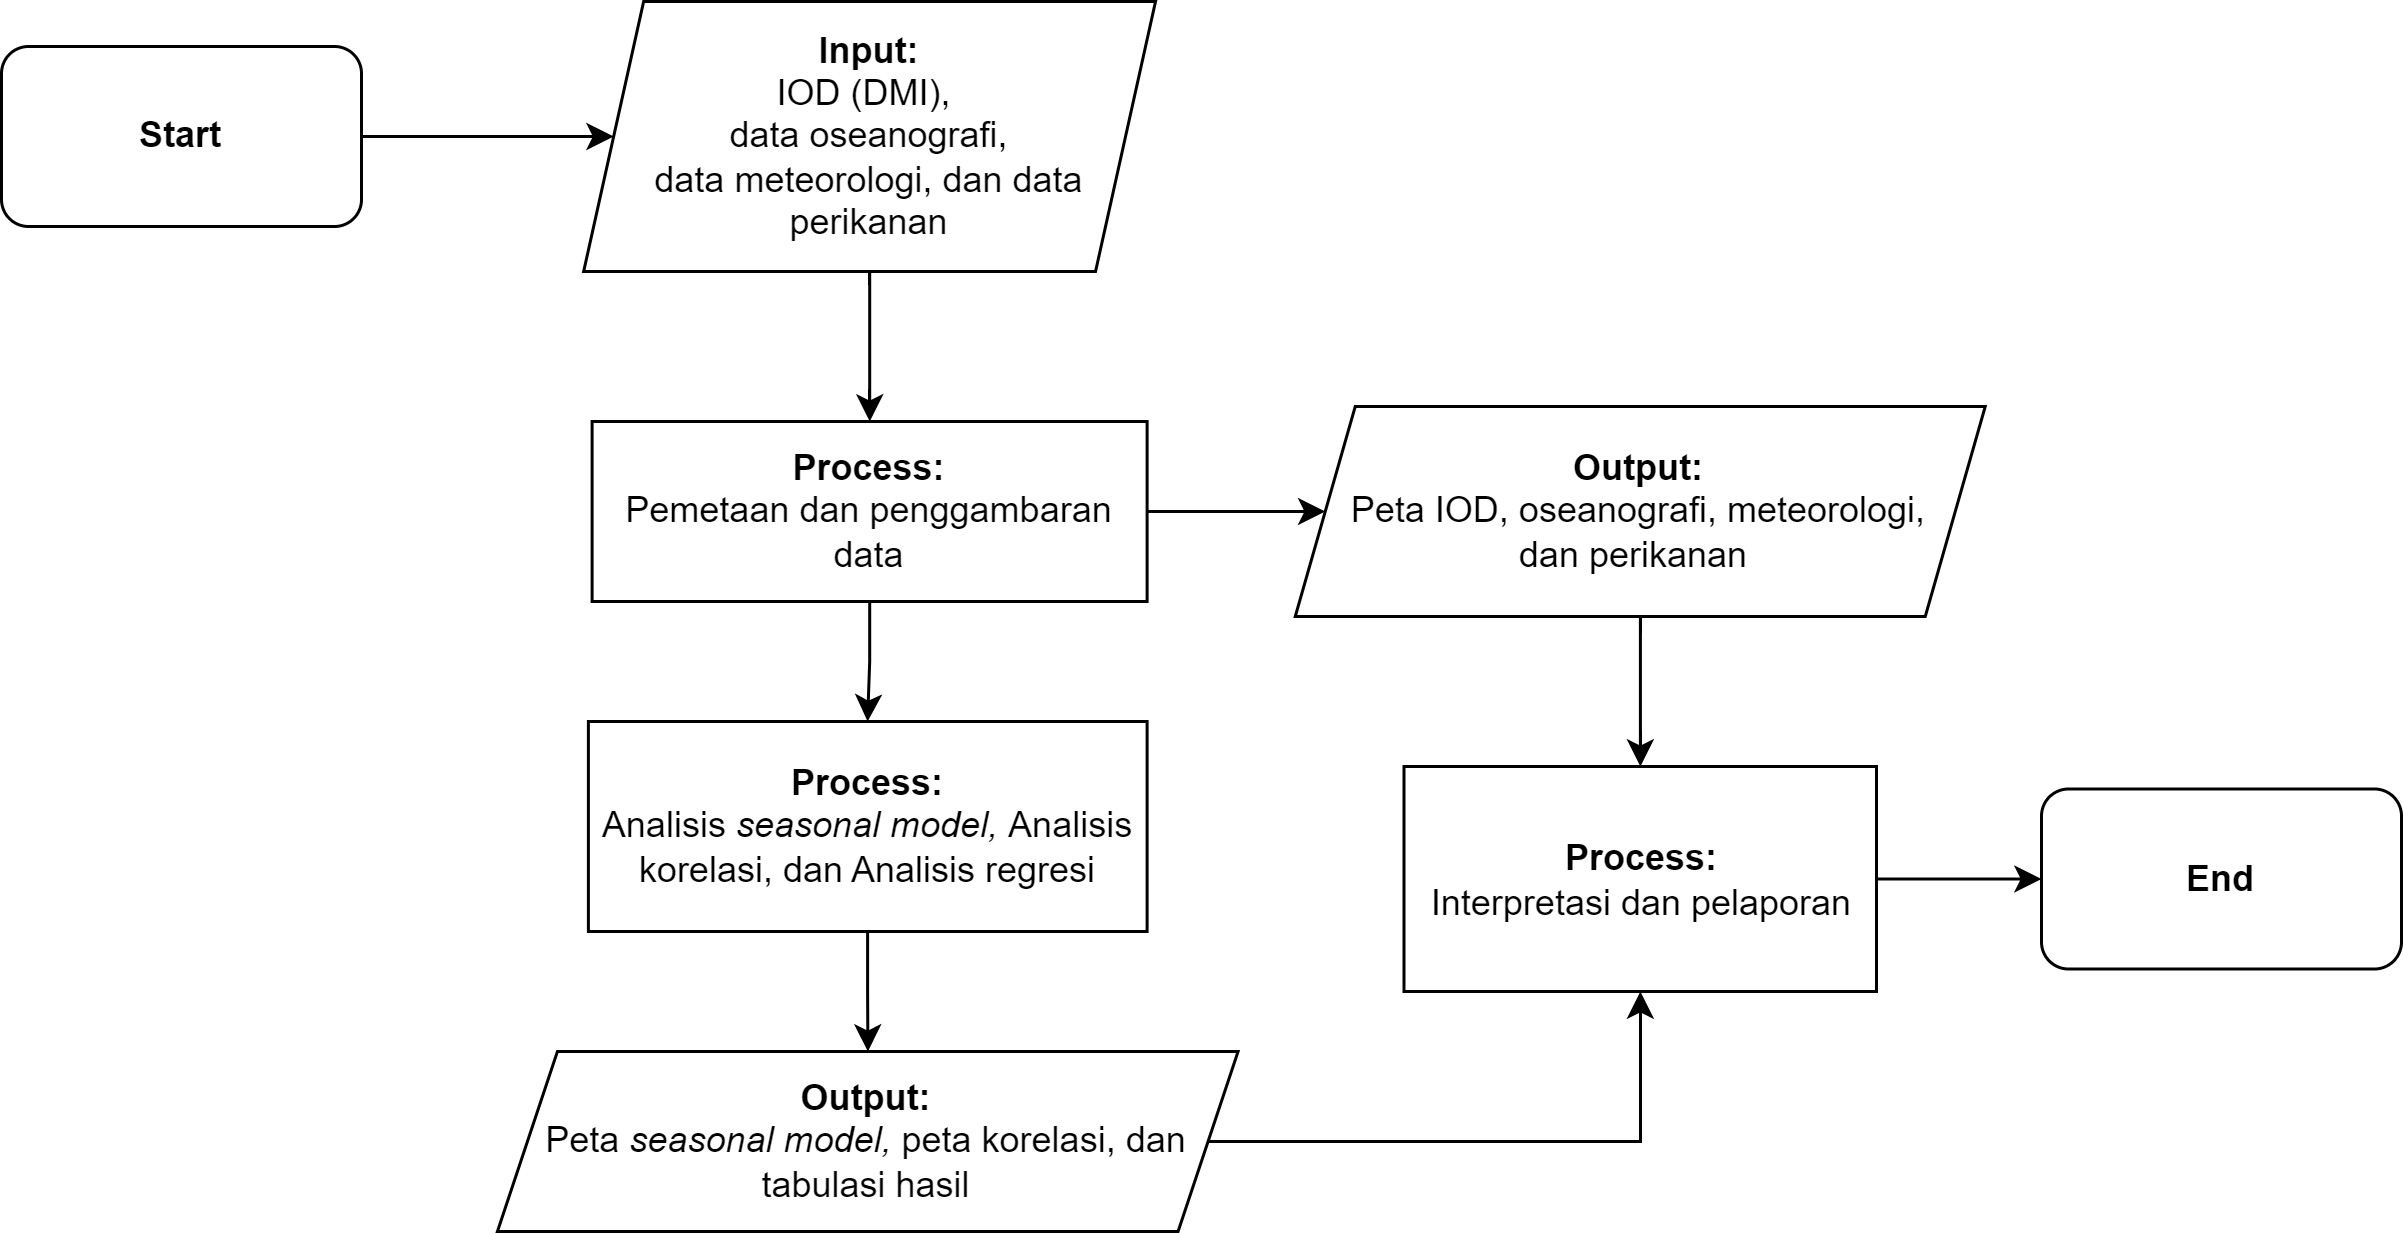 Start
Input:
IOD (DMI),
data oseanografi,
data meteorologi, dan data
perikanan
Process:
Pemetaan dan penggambaran
data
Output:
Peta IOD, oseanografi, meteorologi,
dan perikanan
Process:
Analisis seasonal model, Analisis
korelasi, dan Analisis regresi
Process:
Interpretasi dan pelaporan
End
Output:
Peta seasonal model, peta korelasi, dan
tabulasi hasil